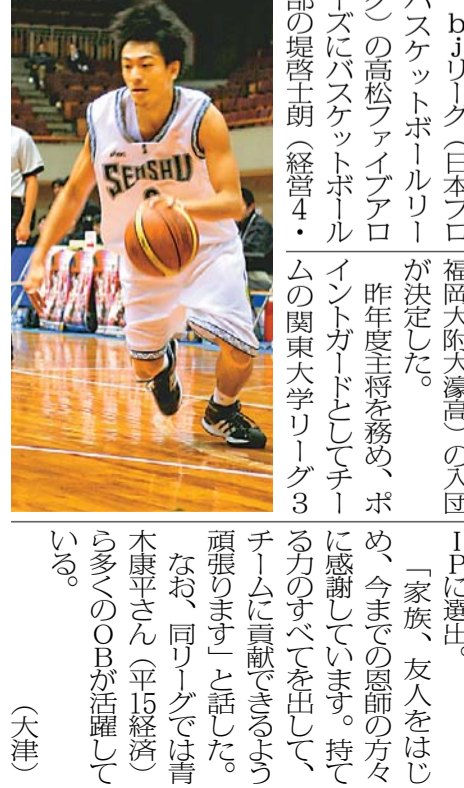 bjリーグ（日本プロ
バスケットボールリー
グ）の高松ファイブアロ
ーズにバスケットボール
部の堤啓士朗（経営4・
福岡大附大濠高）の入団
が決定した。
昨年度主将を務め、ポ
イントガードとしてチー
ムの関東大学リーグ3
IPに選出。
「家族、友人をはじ
め、今までの恩師の方々
に感謝しています。持て
る力のすべてを出して、
チームに貢献できるよう
頑張ります」と話した。
なお、同リーグでは青
木康平さん（平15経済）
ら多くのOBが活躍して
いる。
（大津）
SENSHU